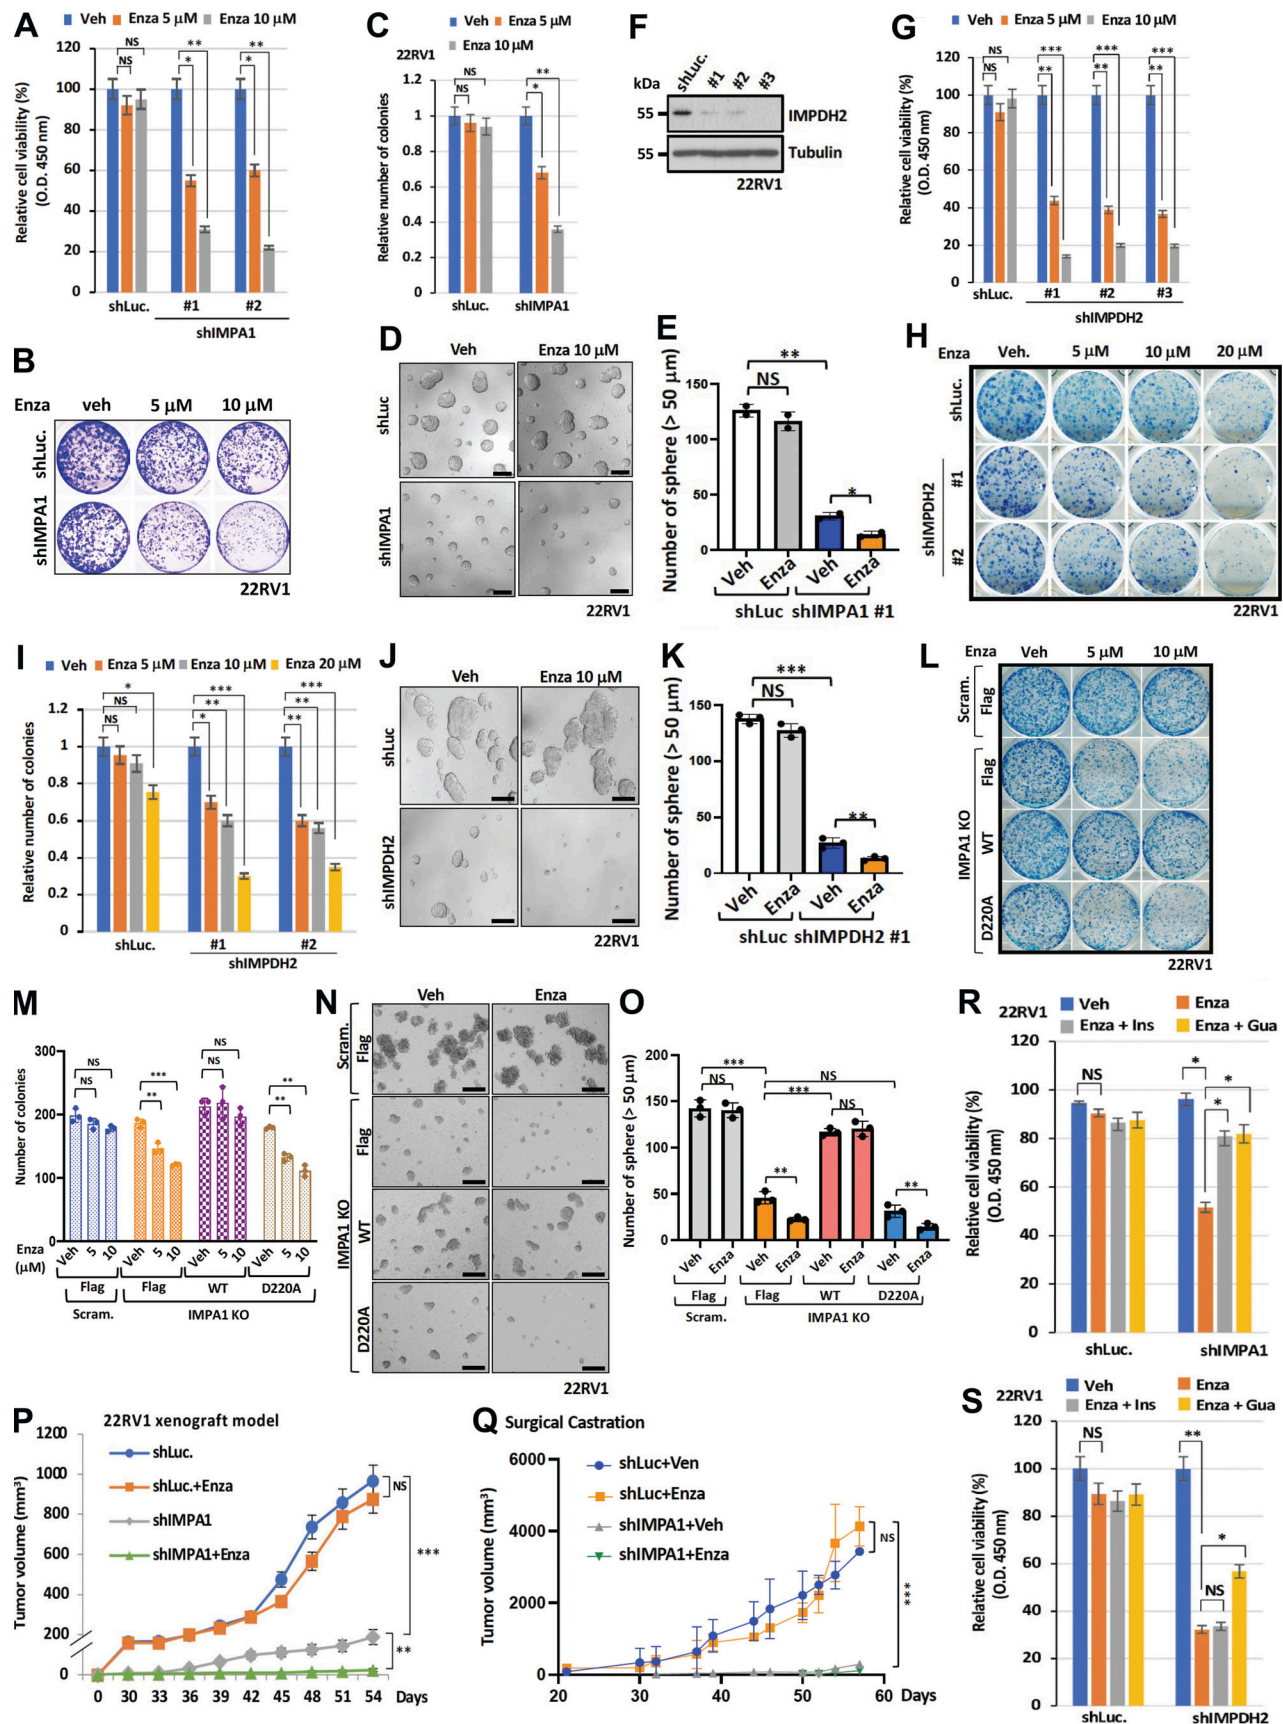 A
Veh Enza 5 µM Enza 10 µM
Relative cell viability (%)
(O.D. 450 nm)
120
100
80
60
40
20
0
NS
NS
**
*
**
*
shLuc. #1 #2
shIMPA1
B
Enza veh 5 µM 10 µM
shLuc.
shIMPA1
22RV1
C
Veh Enza 5 µM
Enza 10 µM
22RV1
Relative number of colonies
1.2
1
0.8
0.6
0.4
0.2
0
NS
NS
**
*
shLuc. shIMPA1
D
Veh Enza 10 µM
shLuc
shIMPA1
22RV1
E
Number of sphere (> 50 µm)
150
100
50
0
**
NS
*
Veh Enza Veh Enza
shLuc shIMPA1 #1
F
kDa shLuc. #1 #2 #3
55 IMPDH2
55 Tubulin
22RV1
G
Veh Enza 5 µM Enza 10 µM
Relative cell viability (%)
(O.D. 450 nm)
120
100
80
60
40
20
0
NS
NS
***
**
***
**
***
**
shLuc. #1 #2 #3
shIMPDH2
H
Enza Veh. 5 µM 10 µM 20 µM
shLuc.
shIMPDH2
#1
#2
22RV1
I
Veh Enza 5 µM Enza 10 µM Enza 20 µM
Relative number of colonies
1.2
1
0.8
0.6
0.4
0.2
0
*
NS
NS
***
**
*
***
**
**
shLuc. #1 #2
shIMPDH2
J
Veh Enza 10 µM
shLuc
shIMPDH2
22RV1
K
Number of sphere (> 50 µm)
150
100
50
0
***
NS
**
Veh Enza Veh Enza
shLuc shIMPDH2 #1
L
Enza Veh 5 µM 10 µM
Scram.
Flag
IMPA1 KO
Flag
WT
D220A
22RV1
M
Number of colonies
300
200
100
0
NS
NS
***
**
NS
NS
**
**
Enza
(µM)
Veh 5 10 Veh 5 10 Veh 5 10 Veh 5 10
Flag Flag WT D220A
Scram. IMPA1 KO
N
Veh Enza
Scram.
Flag
IMPA1 KO
Flag
WT
D220A
22RV1
O
Number of sphere (> 50 µm)
200
150
100
50
0
***
NS
NS
***
NS
**
**
Veh Enza Veh Enza Veh Enza Veh Enza
Flag Flag WT D220A
Scram. IMPA1 KO
P
22RV1 xenograft model
shLuc.
shLuc.+Enza
shIMPA1
shIMPA1+Enza
Tumor volume (mm³)
1200
1000
800
600
400
200
0
NS
***
**
0 30 33 36 39 42 45 48 51 54 Days
Q Surgical Castration
shLuc+Ven
shLuc+Enza
shIMPA1+Veh
shIMPA1+Enza
Tumor volume (mm³)
6000
4000
2000
0
NS
***
20 30 40 50 60 Days
R
22RV1
Veh Enza
Enza + Ins Enza + Gua
Relative cell viability (%)
(O.D. 450 nm)
120
100
80
60
40
20
0
NS
*
*
*
shLuc. shIMPA1
S
22RV1
Veh Enza
Enza + Ins Enza + Gua
Relative cell viability (%)
(O.D. 450 nm)
120
100
80
60
40
20
0
NS
**
*
NS
shLuc. shIMPDH2